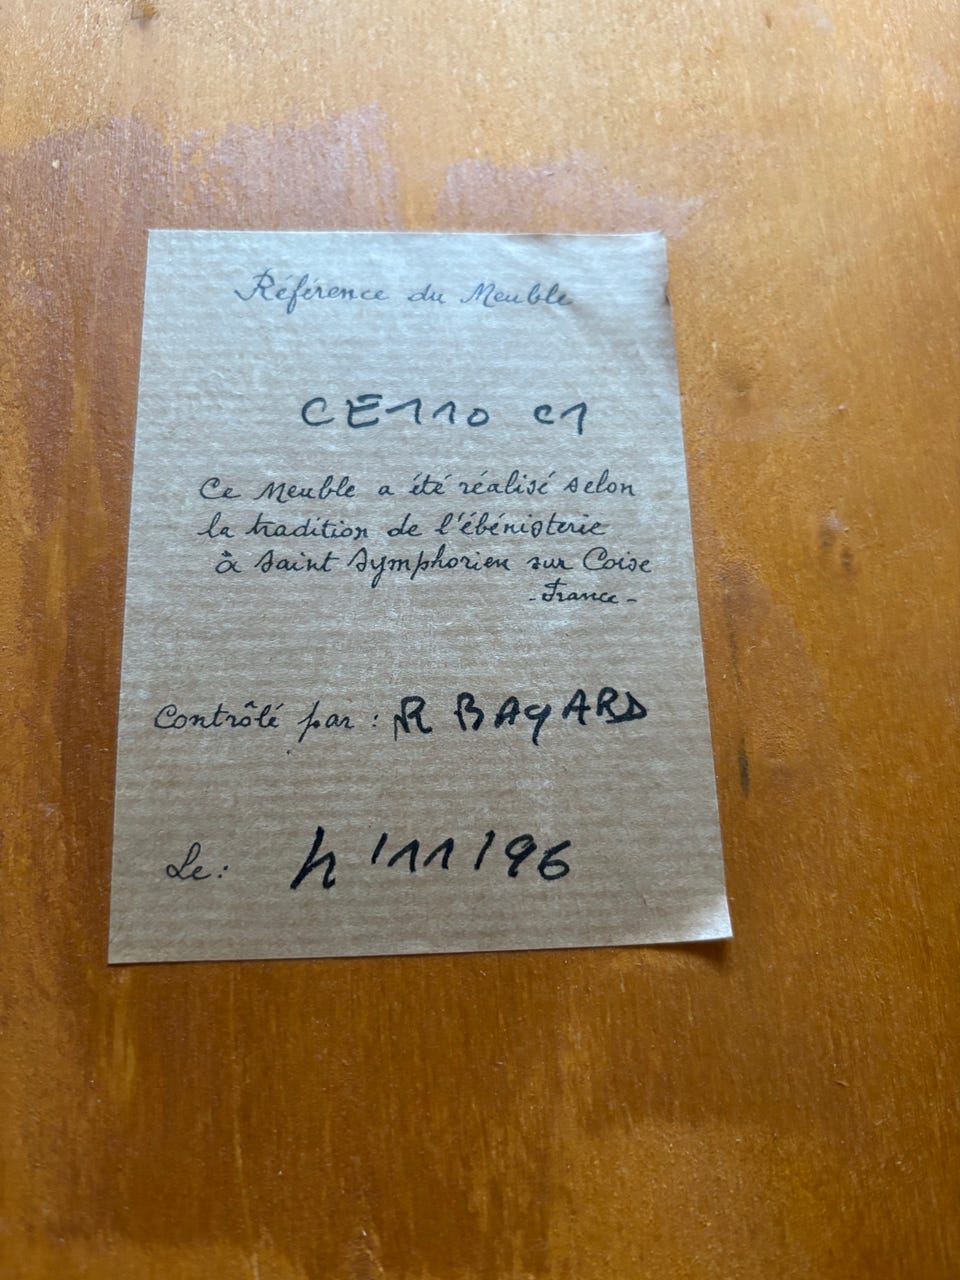 Référence du Meuble
CE110 C1
Ce Meuble a été réalisé selon
la tradition de l'ébénisterie
à Saint Symphorien sur Coise
- France -
Contrôlé par : R BAYARD
Le : 4/11/96